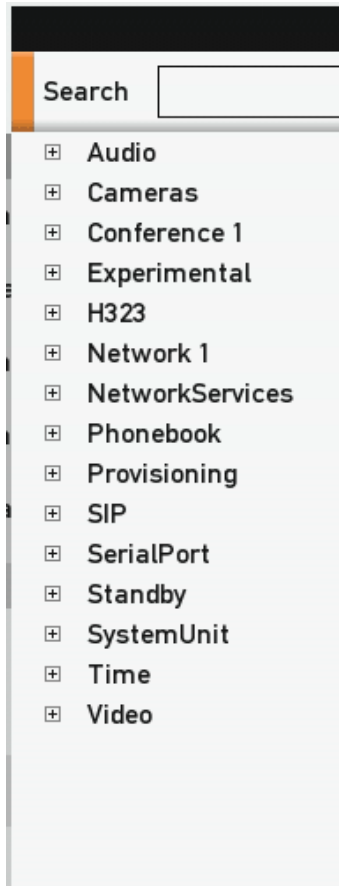 Search
Audio
Cameras
Conference 1
Experimental
H323
Network 1
NetworkServices
Phonebook
Provisioning
SIP
SerialPort
Standby
SystemUnit
Time
Video